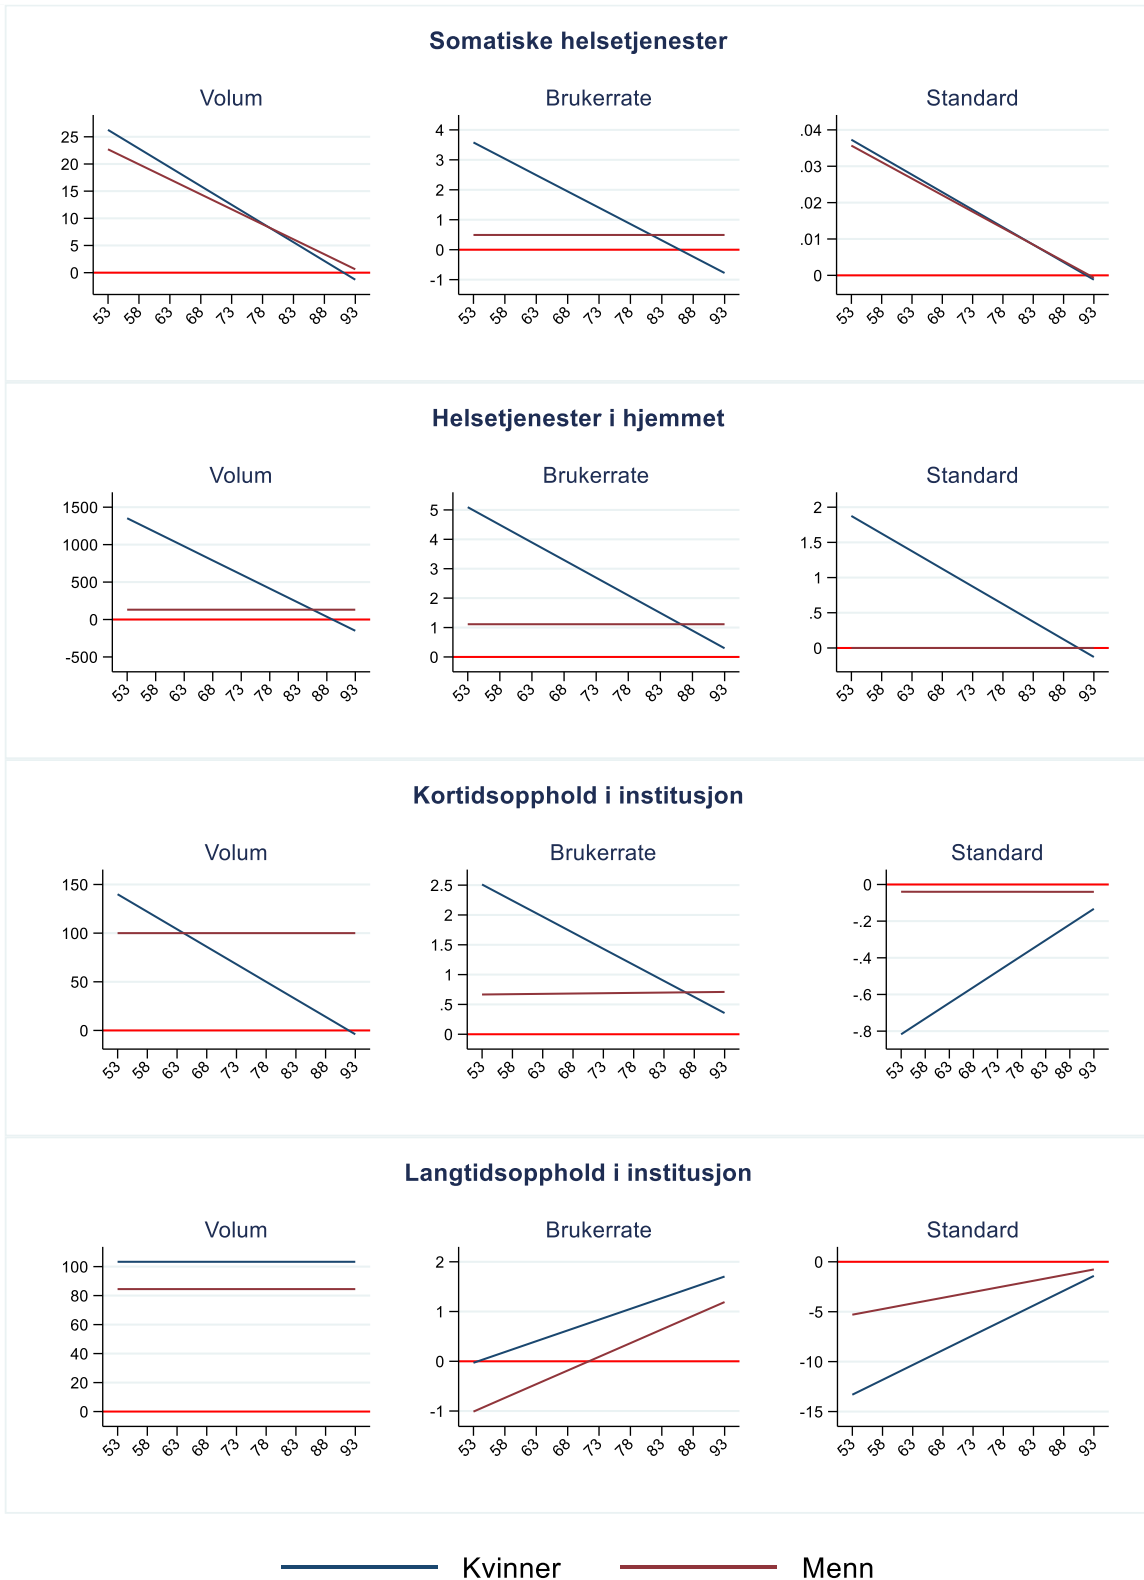 Somatiske helsetjenester
Volum
25
20
15
10
5
0
53 58 63 68 73 78 83 88 93
Brukerrate
4
3
2
1
0
-1
53 58 63 68 73 78 83 88 93
Standard
.04
.03
.02
.01
0
53 58 63 68 73 78 83 88 93
Helsetjenester i hjemmet
Volum
1500
1000
500
0
-500
53 58 63 68 73 78 83 88 93
Brukerrate
5
4
3
2
1
0
53 58 63 68 73 78 83 88 93
Standard
2
1.5
1
.5
0
53 58 63 68 73 78 83 88 93
Kortidsopphold i institusjon
Volum
150
100
50
0
53 58 63 68 73 78 83 88 93
Brukerrate
2.5
2
1.5
1
.5
0
53 58 63 68 73 78 83 88 93
Standard
0
-.2
-.4
-.6
-.8
53 58 63 68 73 78 83 88 93
Langtidsopphold i institusjon
Volum
100
80
60
40
20
0
53 58 63 68 73 78 83 88 93
Brukerrate
2
1
0
-1
53 58 63 68 73 78 83 88 93
Standard
0
-5
-10
-15
53 58 63 68 73 78 83 88 93
Kvinner Menn